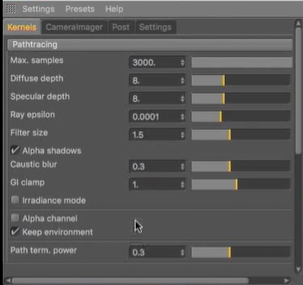 Settings Presets Help
Kernels CameraImager Post Settings
Pathtracing
Max. samples 3000.
Diffuse depth 8.
Specular depth 8.
Ray epsilon 0.0001
Filter size 1.5
Alpha shadows
Caustic blur 0.3
GI clamp 1.
Irradiance mode
Alpha channel
Keep environment
Path term. power 0.3